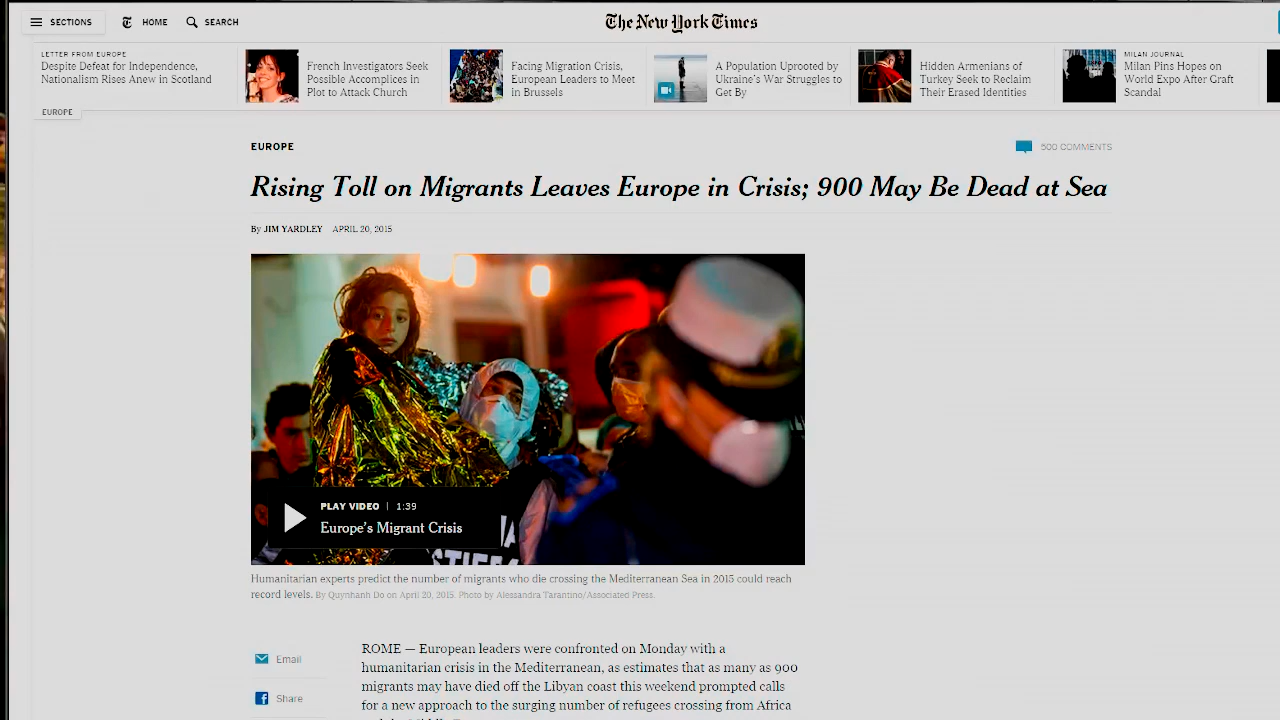 SECTIONS
HOME
SEARCH
The New York Times
LETTER FROM EUROPE
Despite Defeat for Independence,
Nationalism Rises Anew in Scotland
French Investigators Seek
Possible Accomplices in
Plot to Attack Church
Facing Migration Crisis,
European Leaders to Meet
in Brussels
A Population Uprooted by
Ukraine's War Struggles to
Get By
Hidden Armenians of
Turkey Seek to Reclaim
Their Erased Identities
MILAN JOURNAL
Milan Pins Hopes on
World Expo After Graft
Scandal
EUROPE
EUROPE
500 COMMENTS
Rising Toll on Migrants Leaves Europe in Crisis; 900 May Be Dead at Sea
By JIM YARDLEY APRIL 20, 2015
PLAY VIDEO | 1:39
Europe's Migrant Crisis
Humanitarian experts predict the number of migrants who die crossing the Mediterranean Sea in 2015 could reach
record levels. By Quynhanh Do on April 20, 2015. Photo by Alessandra Tarantino/Associated Press.
Email
Share
ROME — European leaders were confronted on Monday with a
humanitarian crisis in the Mediterranean, as estimates that as many as 900
migrants may have died off the Libyan coast this weekend prompted calls
for a new approach to the surging number of refugees crossing from Africa